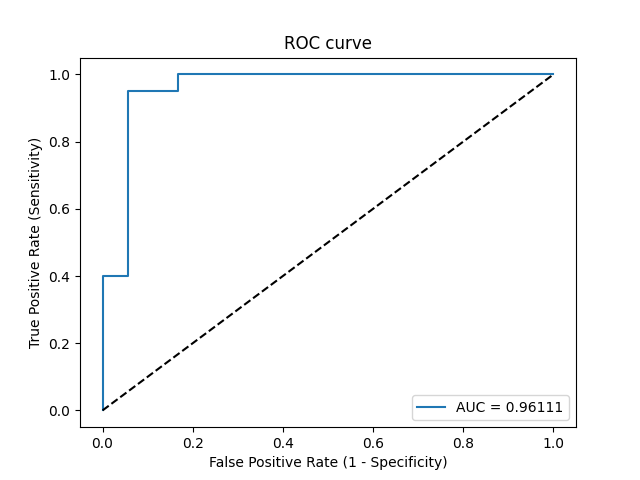 ROC curve
True Positive Rate (Sensitivity)
1.0
0.8
0.6
0.4
0.2
0.0
AUC = 0.96111
0.0 0.2 0.4 0.6 0.8 1.0
False Positive Rate (1 - Specificity)